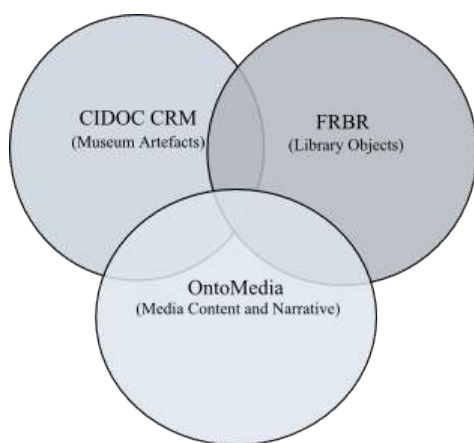 CIDOC CRM
(Museum Artefacts)
FRBR
(Library Objects)
OntoMedia
(Media Content and Narrative)